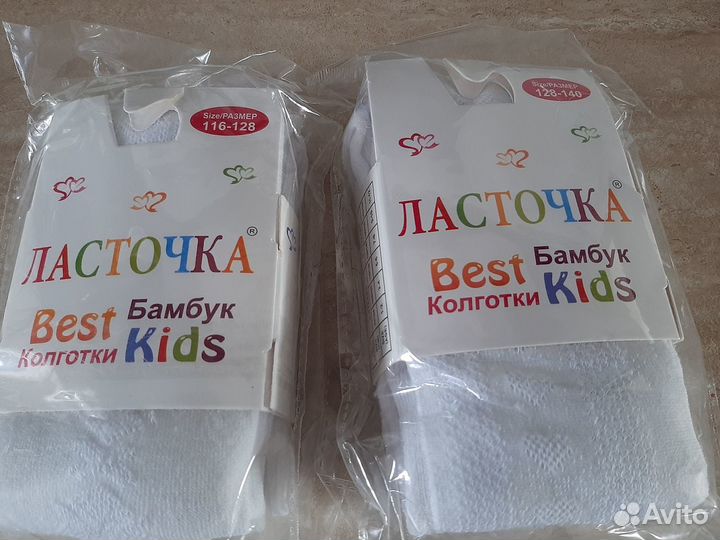 Size/РАЗМЕР
116-128
ЛАСТОЧКА®
Best Бамбук
Колготки Kids
Size/РАЗМЕР
128-140
ЛАСТОЧКА®
Best Бамбук
Колготки Kids
Avito